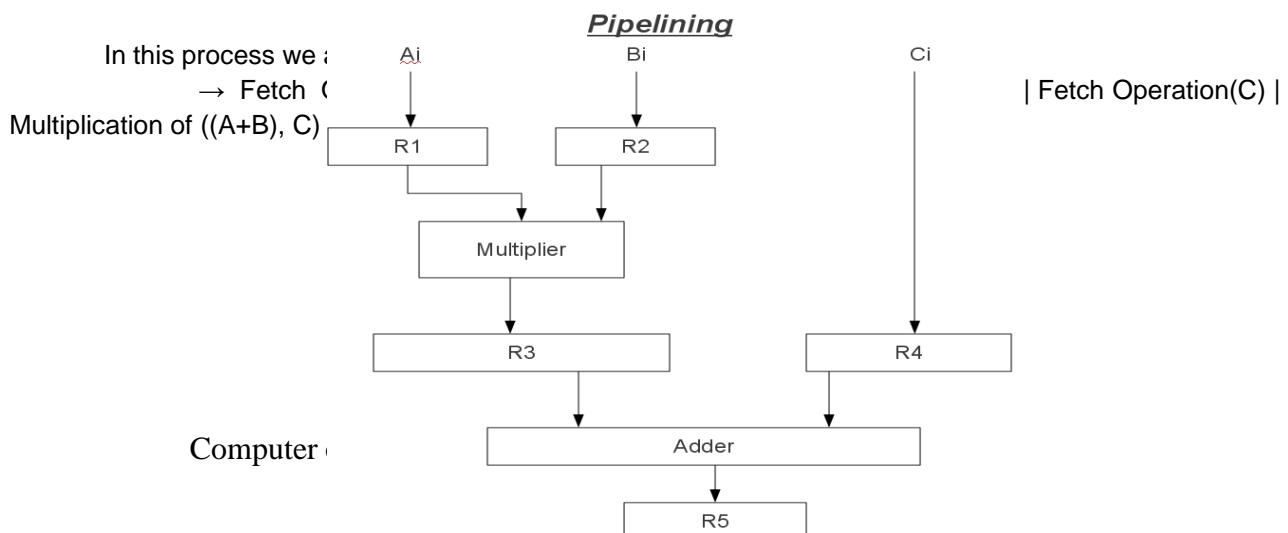 Pipelining
In this process we
Ai Bi Ci
→ Fetch
| Fetch Operation(C) |
Multiplication of ((A+B), C)
R1 R2
Multiplier
R3 R4
Computer
Adder
R5